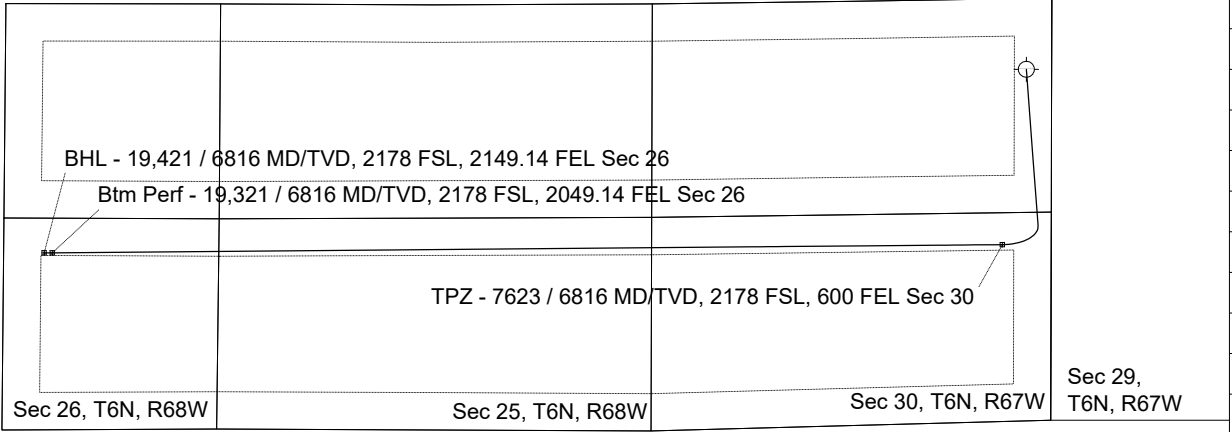 BHL - 19,421 / 6816 MD/TVD, 2178 FSL, 2149.14 FEL Sec 26
Btm Perf - 19,321 / 6816 MD/TVD, 2178 FSL, 2049.14 FEL Sec 26
TPZ - 7623 / 6816 MD/TVD, 2178 FSL, 600 FEL Sec 30
Sec 26, T6N, R68W
Sec 25, T6N, R68W
Sec 30, T6N, R67W
Sec 29,
T6N, R67W